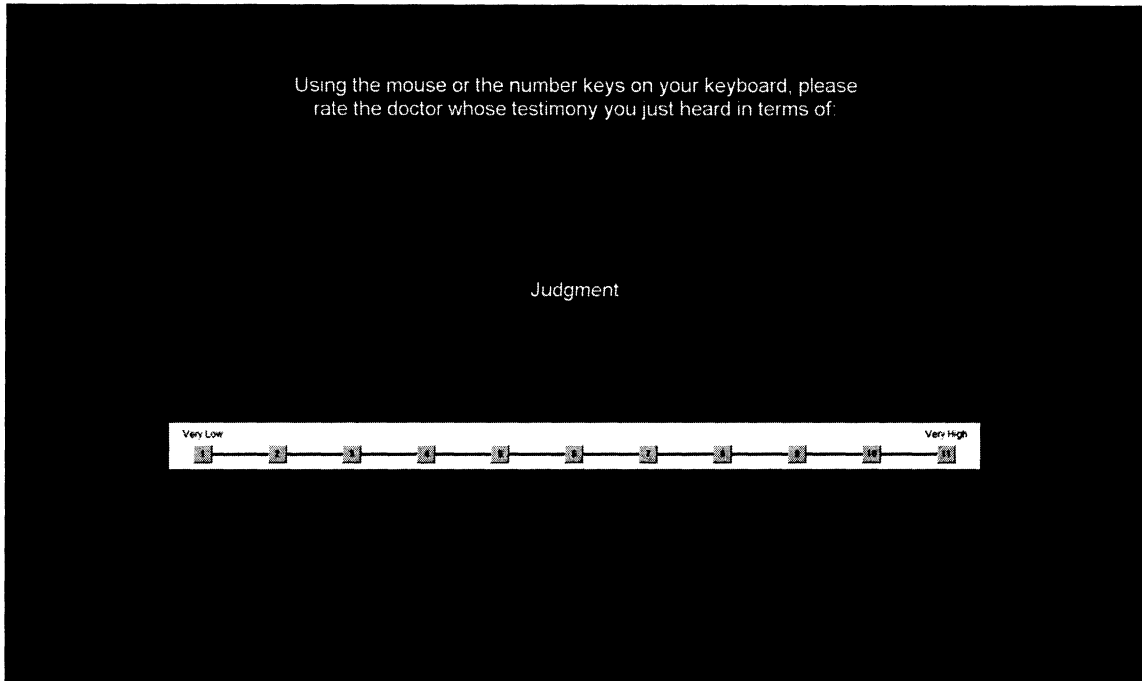 Using the mouse or the number keys on your keyboard, please
rate the doctor whose testimony you just heard in terms of:
Judgment
Very Low Very High
1 2 3 4 5 6 7 8 9 10 11